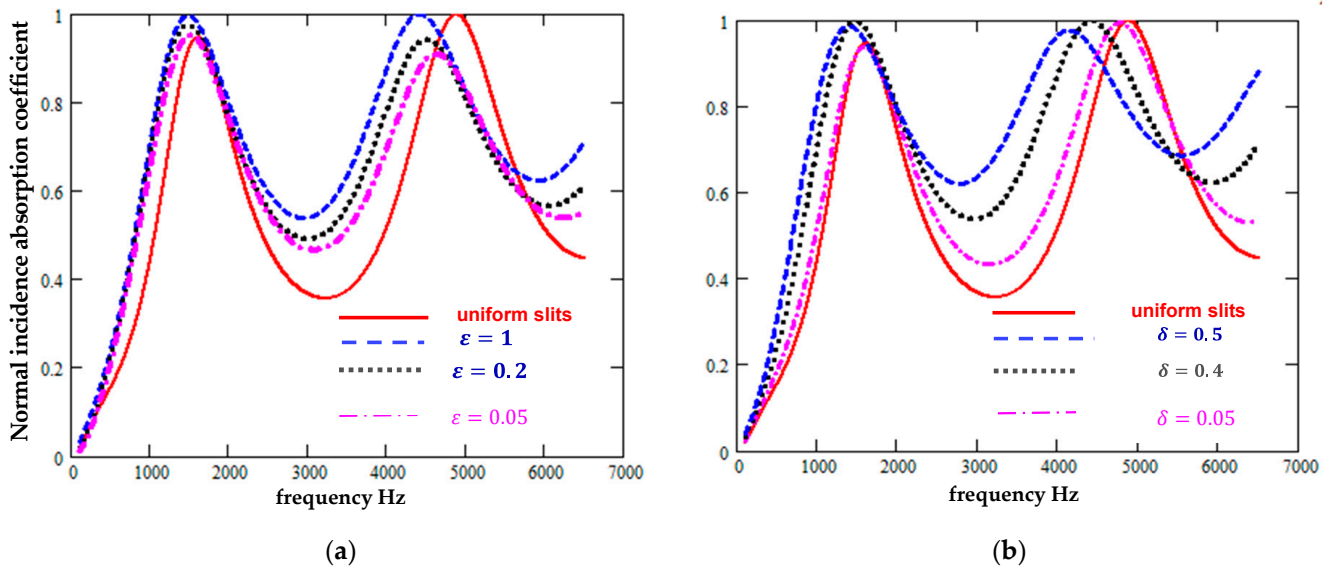 Normal incidence absorption coefficient
1
0.8
0.6
0.4
0.2
0
uniform slits
𝜺 = 𝟏
𝜺 = 𝟎.𝟐
𝜀 = 0.05
1000 2000 3000 4000 5000 6000 7000
frequency Hz
(a)
1
0.8
0.6
0.4
0.2
0
uniform slits
𝜹 = 𝟎.𝟓
𝜹 = 𝟎.𝟒
𝛿 = 0.05
0 1000 2000 3000 4000 5000 6000 7000
frequency Hz
(b)